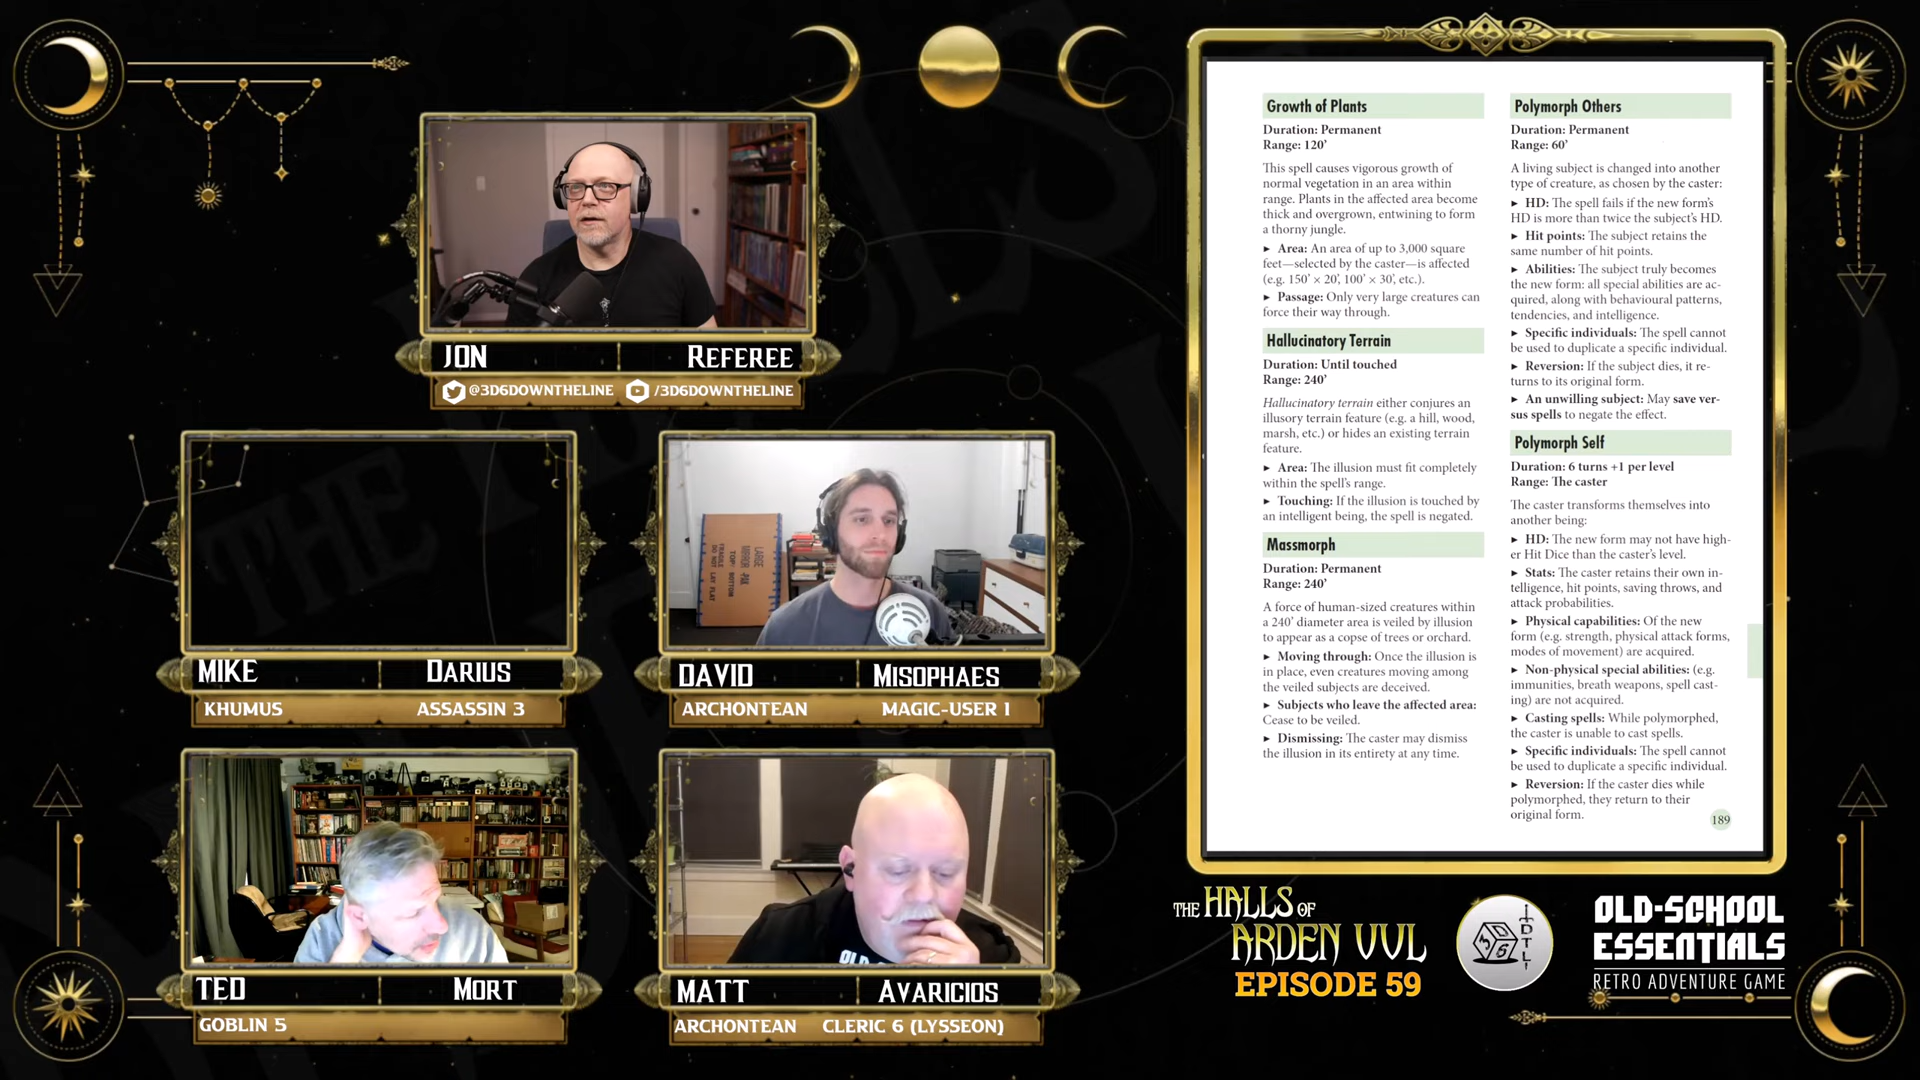 JON
REFEREE
@3D6DOWNTHELINE
/3D6DOWNTHELINE
MIKE
DARIUS
KHUMUS
ASSASSIN 3
LARGE
MIRROR-PAK
TOP/BOTTOM
FRAGILE
DO NOT LAY FLAT
DAVID
MISOPHAES
ARCHONTEAN
MAGIC-USER 1
TED
MORT
GOBLIN 5
MATT
AVARICIOS
ARCHONTEAN
CLERIC 6 (LYSSEON)
Growth of Plants
Duration: Permanent
Range: 120’
This spell causes vigorous growth of
normal vegetation in an area within
range. Plants in the affected area become
thick and overgrown, entwining to form
a thorny jungle.
► Area: An area of up to 3,000 square
feet—selected by the caster—is affected
(e.g. 150’ × 20’, 100’ × 30’, etc.).
► Passage: Only very large creatures can
force their way through.
Hallucinatory Terrain
Duration: Until touched
Range: 240’
Hallucinatory terrain either conjures an
illusory terrain feature (e.g. a hill, wood,
marsh, etc.) or hides an existing terrain
feature.
► Area: The illusion must fit completely
within the spell’s range.
► Touching: If the illusion is touched by
an intelligent being, the spell is negated.
Massmorph
Duration: Permanent
Range: 240’
A force of human-sized creatures within
a 240’ diameter area is veiled by illusion
to appear as a copse of trees or orchard.
► Moving through: Once the illusion is
in place, even creatures moving among
the veiled subjects are deceived.
► Subjects who leave the affected area:
Cease to be veiled.
► Dismissing: The caster may dismiss
the illusion in its entirety at any time.
Polymorph Others
Duration: Permanent
Range: 60’
A living subject is changed into another
type of creature, as chosen by the caster:
► HD: The spell fails if the new form’s
HD is more than twice the subject’s HD.
► Hit points: The subject retains the
same number of hit points.
► Abilities: The subject truly becomes
the new form: all special abilities are ac-
quired, along with behavioural patterns,
tendencies, and intelligence.
► Specific individuals: The spell cannot
be used to duplicate a specific individual.
► Reversion: If the subject dies, it re-
turns to its original form.
► An unwilling subject: May save ver-
sus spells to negate the effect.
Polymorph Self
Duration: 6 turns +1 per level
Range: The caster
The caster transforms themselves into
another being:
► HD: The new form may not have high-
er Hit Dice than the caster’s level.
► Stats: The caster retains their own in-
telligence, hit points, saving throws, and
attack probabilities.
► Physical capabilities: Of the new
form (e.g. strength, physical attack forms,
modes of movement) are acquired.
► Non-physical special abilities: (e.g.
immunities, breath weapons, spell cast-
ing) are not acquired.
► Casting spells: While polymorphed,
the caster is unable to cast spells.
► Specific individuals: The spell cannot
be used to duplicate a specific individual.
► Reversion: If the caster dies while
polymorphed, they return to their
original form.
189
THE HALLS OF
ARDEN VUL
EPISODE 59
3D6
DTL
OLD-SCHOOL
ESSENTIALS
RETRO ADVENTURE GAME